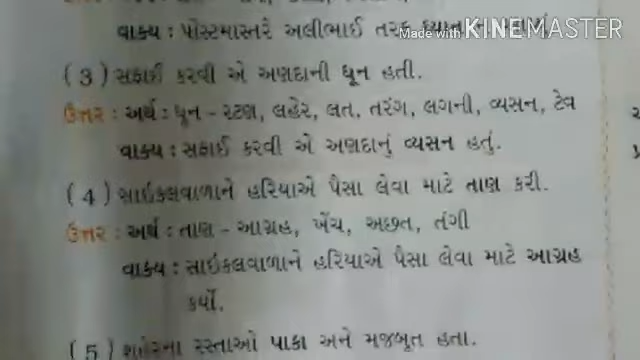 Made with KINEMASTER
વાક્ય : પોસ્ટમાસ્તરે અલીભાઈ તરફ
(3) સફાઈ કરવી એ અણદાની ધૂન હતી.
ઉત્તર : અર્થ : ધૂન - રટણ, લહેર, લત, તરંગ, લગની, વ્યસન, ટેવ
વાક્ય : સફાઈ કરવી એ અણદાનું વ્યસન હતું.
(4) સાઇકલવાળાને હરિયાએ પૈસા લેવા માટે તાણ કરી.
ઉત્તર : અર્થ : તાણ - આગ્રહ, ખેંચ, અછત, તંગી
વાક્ય : સાઇકલવાળાને હરિયાએ પૈસા લેવા માટે આગ્રહ
કર્યો.
(5) શહેરના રસ્તાઓ પાકા અને મજબૂત હતા.